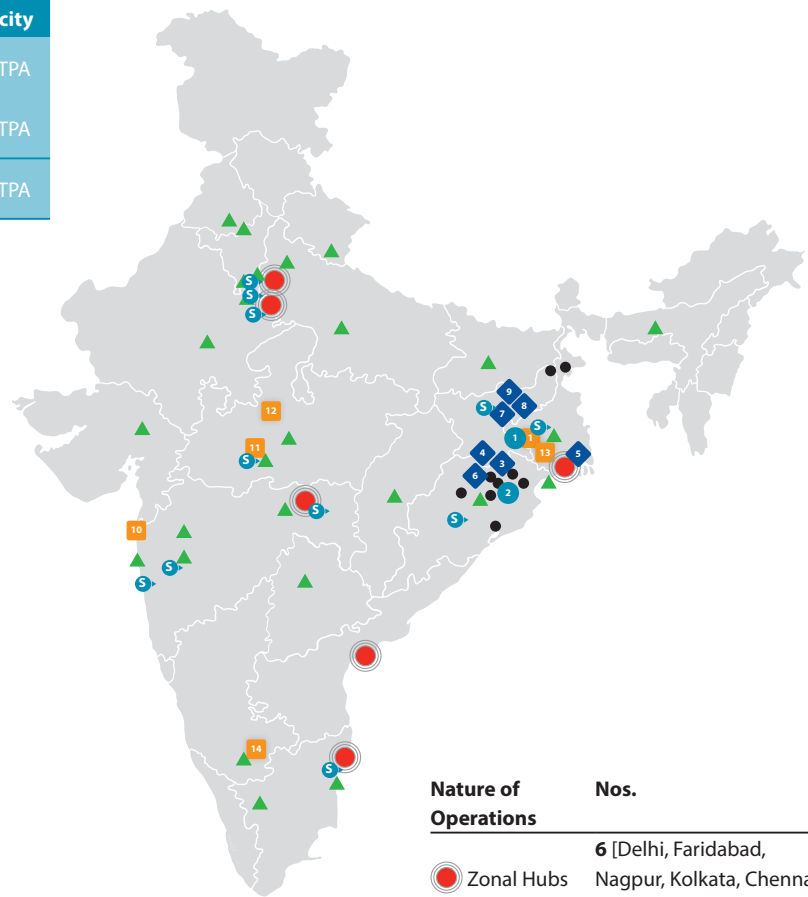 city
TPA
TPA
TPA
S
S
S
9
8
S
12
7
S
1
11
4
13
5
S
3
6
2
S
S
10
S
S
14
S
Nature of Nos.
Operations
6 [Delhi, Faridabad,
Zonal Hubs Nagpur, Kolkata, Chenna